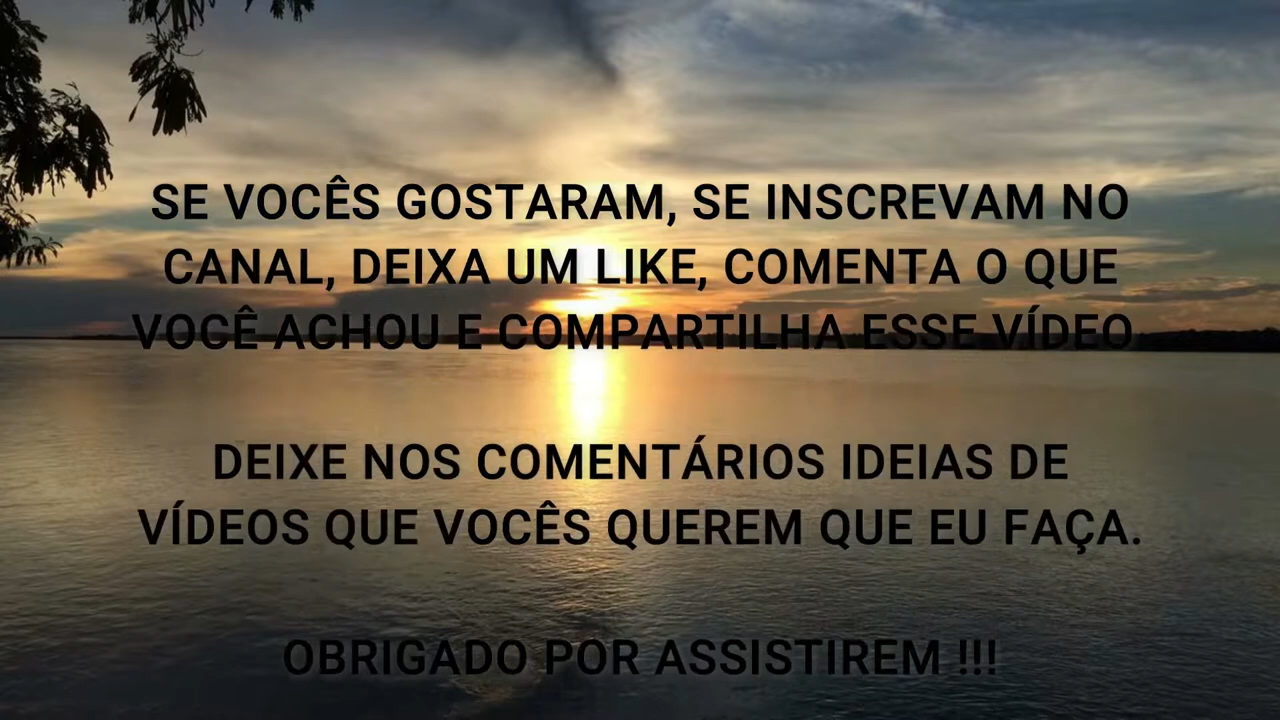 SE VOCÊS GOSTARAM, SE INSCREVAM NO
CANAL, DEIXA UM LIKE, COMENTA O QUE
VOCÊ ACHOU E COMPARTILHA ESSE VÍDEO
DEIXE NOS COMENTÁRIOS IDEIAS DE
VÍDEOS QUE VOCÊS QUEREM QUE EU FAÇA.
OBRIGADO POR ASSISTIREM !!!